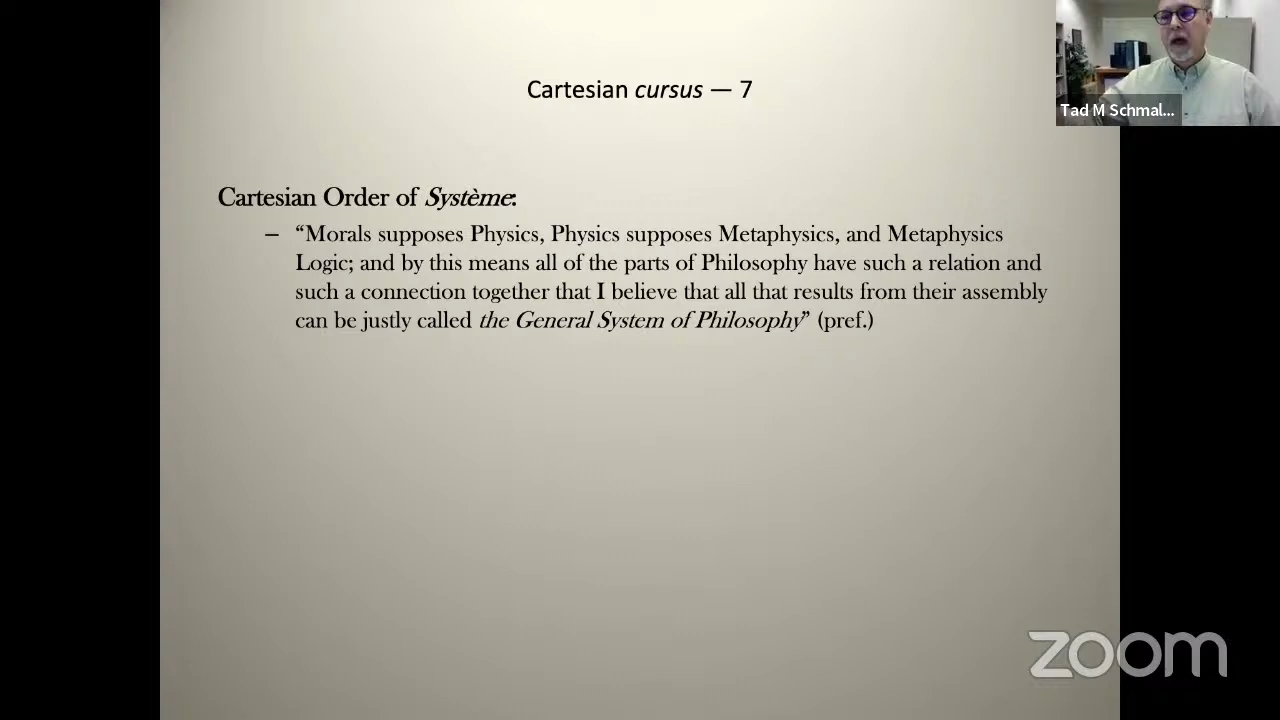 Cartesian cursus — 7
Tad M Schmal...
Cartesian Order of Système:
– “Morals supposes Physics, Physics supposes Metaphysics, and Metaphysics
Logic; and by this means all of the parts of Philosophy have such a relation and
such a connection together that I believe that all that results from their assembly
can be justly called the General System of Philosophy” (pref.)
zoom